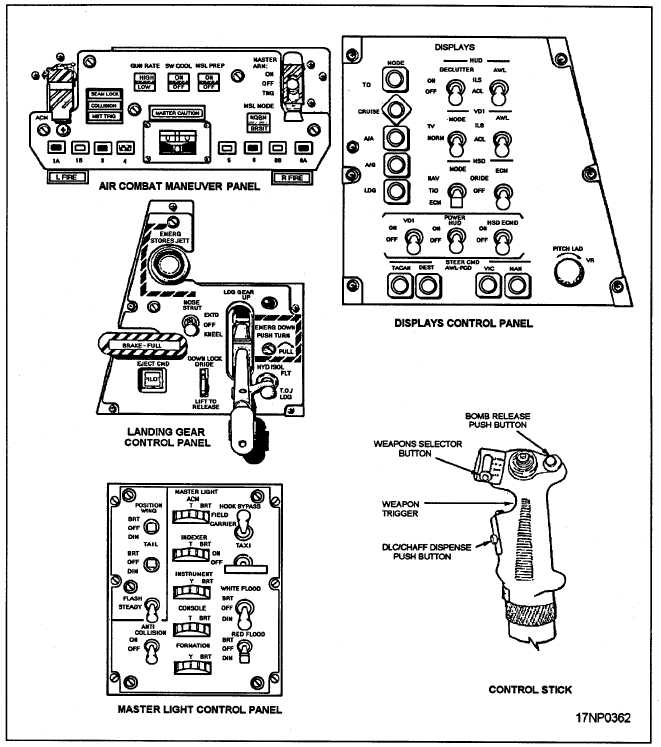 GUN RATE SW COOL MSL PREP
MASTER
ARM:
ON
OFF
TNG
HIGH ON ON
LOW OFF OFF
BEAM LOCK
COLLISION
MASTER CAUTION
MSL MODE
BRSIT
ACM
1A 1B 3 4 5 6 8B 8A
L FIRE
R FIRE
AIR COMBAT MANEUVER PANEL
DISPLAYS
MODE
TO
CRUISE
A/A
A/G
LDG
HUD
DECLUTTER ILS AWL
ON
OFF ACL
MODE VDI AWL
TV ILS
NORM ACL
HSD
MODE ECM
NAV ORIDE
TID OFF
ECM
VDI POWER HSD ECMD
HUD
ON ON ON
OFF OFF OFF
STEER CMD
TACAN DEST AWL-PCD VIC MAN
PITCH LAD
VR
DISPLAYS CONTROL PANEL
EMERG
STORES JETT
NOSE
STRUT
EXTD
OFF
KNEEL
LDG GEAR
UP
EMERG DOWN
PUSH TURN
PULL
BRAKE - FULL
EJECT CMD
DOWN LOCK
ORIDE
LIFT TO
RELEASE
HYD ISOL
FLT
T.O./
LDG
LANDING GEAR
CONTROL PANEL
MASTER LIGHT
POSITION
WING
BRT
OFF
DIN
TAIL
BRT
OFF
DIN
FLASH
STEADY
ANTI
COLLISION
ON
OFF
ACM
T BRT
INDEXER
T BRT
INSTRUMENT
Y BRT
CONSOLE
T BRT
FORMATION
Y BRT
HOOK BYPASS
FIELD
CARRIER
TAXI
ON
OFF
WHITE FLOOD
BRT
OFF
DIN
RED FLOOD
BRT
OFF
DIN
MASTER LIGHT CONTROL PANEL
BOMB RELEASE
PUSH BUTTON
WEAPONS SELECTOR
BUTTON
WEAPON
TRIGGER
DLC/CHAFF DISPENSE
PUSH BUTTON
CONTROL STICK
17NP0362